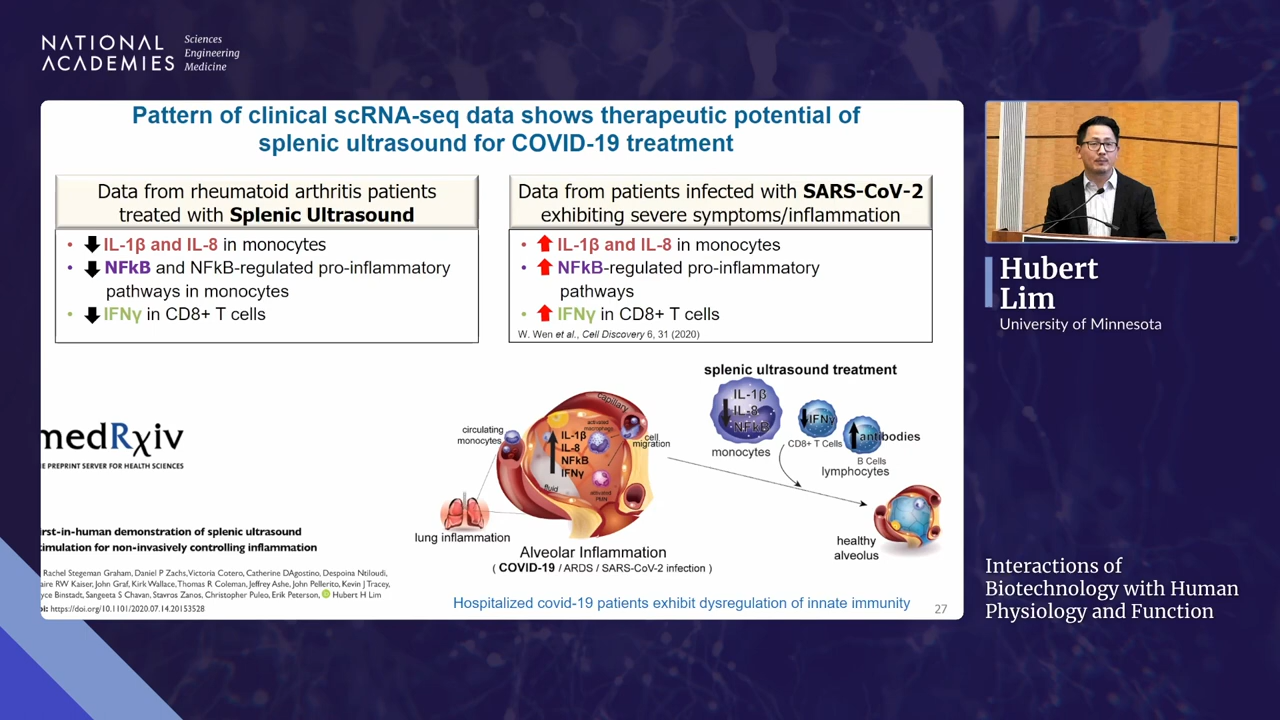 NATIONAL
ACADEMIES
Sciences
Engineering
Medicine
Pattern of clinical scRNA-seq data shows therapeutic potential of
splenic ultrasound for COVID-19 treatment
Data from rheumatoid arthritis patients
treated with Splenic Ultrasound
• IL-1β and IL-8 in monocytes
• NFkB and NFkB-regulated pro-inflammatory
pathways in monocytes
• IFNγ in CD8+ T cells
Data from patients infected with SARS-CoV-2
exhibiting severe symptoms/inflammation
• IL-1β and IL-8 in monocytes
• NFkB-regulated pro-inflammatory
pathways
• IFNγ in CD8+ T cells
W. Wen et al., Cell Discovery 6, 31 (2020)
medRxiv
HE PREPRINT SERVER FOR HEALTH SCIENCES
irst-in-human demonstration of splenic ultrasound
timulation for non-invasively controlling inflammation
Rachel Stegeman Graham, Daniel P Zachs, Victoria Cotero, Catherine DAgostino, Despoina Ntiloudi,
aire RW Kaiser, John Graf, Kirk Wallace, Thomas R Coleman, Jeffrey Ashe, John Pellerito, Kevin J Tracey,
yce Binstadt, Sangeeta S Chavan, Stavros Zanos, Christopher Puleo, Erik Peterson, Hubert H Lim
oi: https://doi.org/10.1101/2020.07.14.20153528
circulating
monocytes
lung inflammation
capillary
activated
macrophage
IL-1β
IL-8
NFkB
IFNγ
fluid
activated
PMN
cell
migration
Alveolar Inflammation
( COVID-19 / ARDS / SARS-CoV-2 infection )
splenic ultrasound treatment
IL-1β
IL-8
NFkB
monocytes
IFNγ
CD8+ T Cells
antibodies
B Cells
lymphocytes
healthy
alveolus
Hospitalized covid-19 patients exhibit dysregulation of innate immunity
27
Hubert
Lim
University of Minnesota
Interactions of
Biotechnology with Human
Physiology and Function